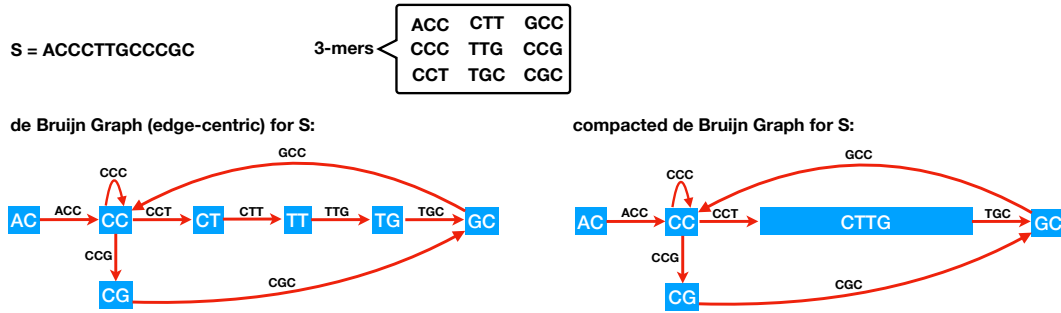 S = ACCCTTGCCCGC
3-mers
ACC CTT GCC
CCC TTG CCG
CCT TGC CGC
de Bruijn Graph (edge-centric) for S:
GCC
CCC
AC ACC CC CCT CT CTT TT TTG TG TGC GC
CCG
CGC
CG
compacted de Bruijn Graph for S:
GCC
CCC
AC ACC CC CCT CTTG TGC GC
CCG
CGC
CG